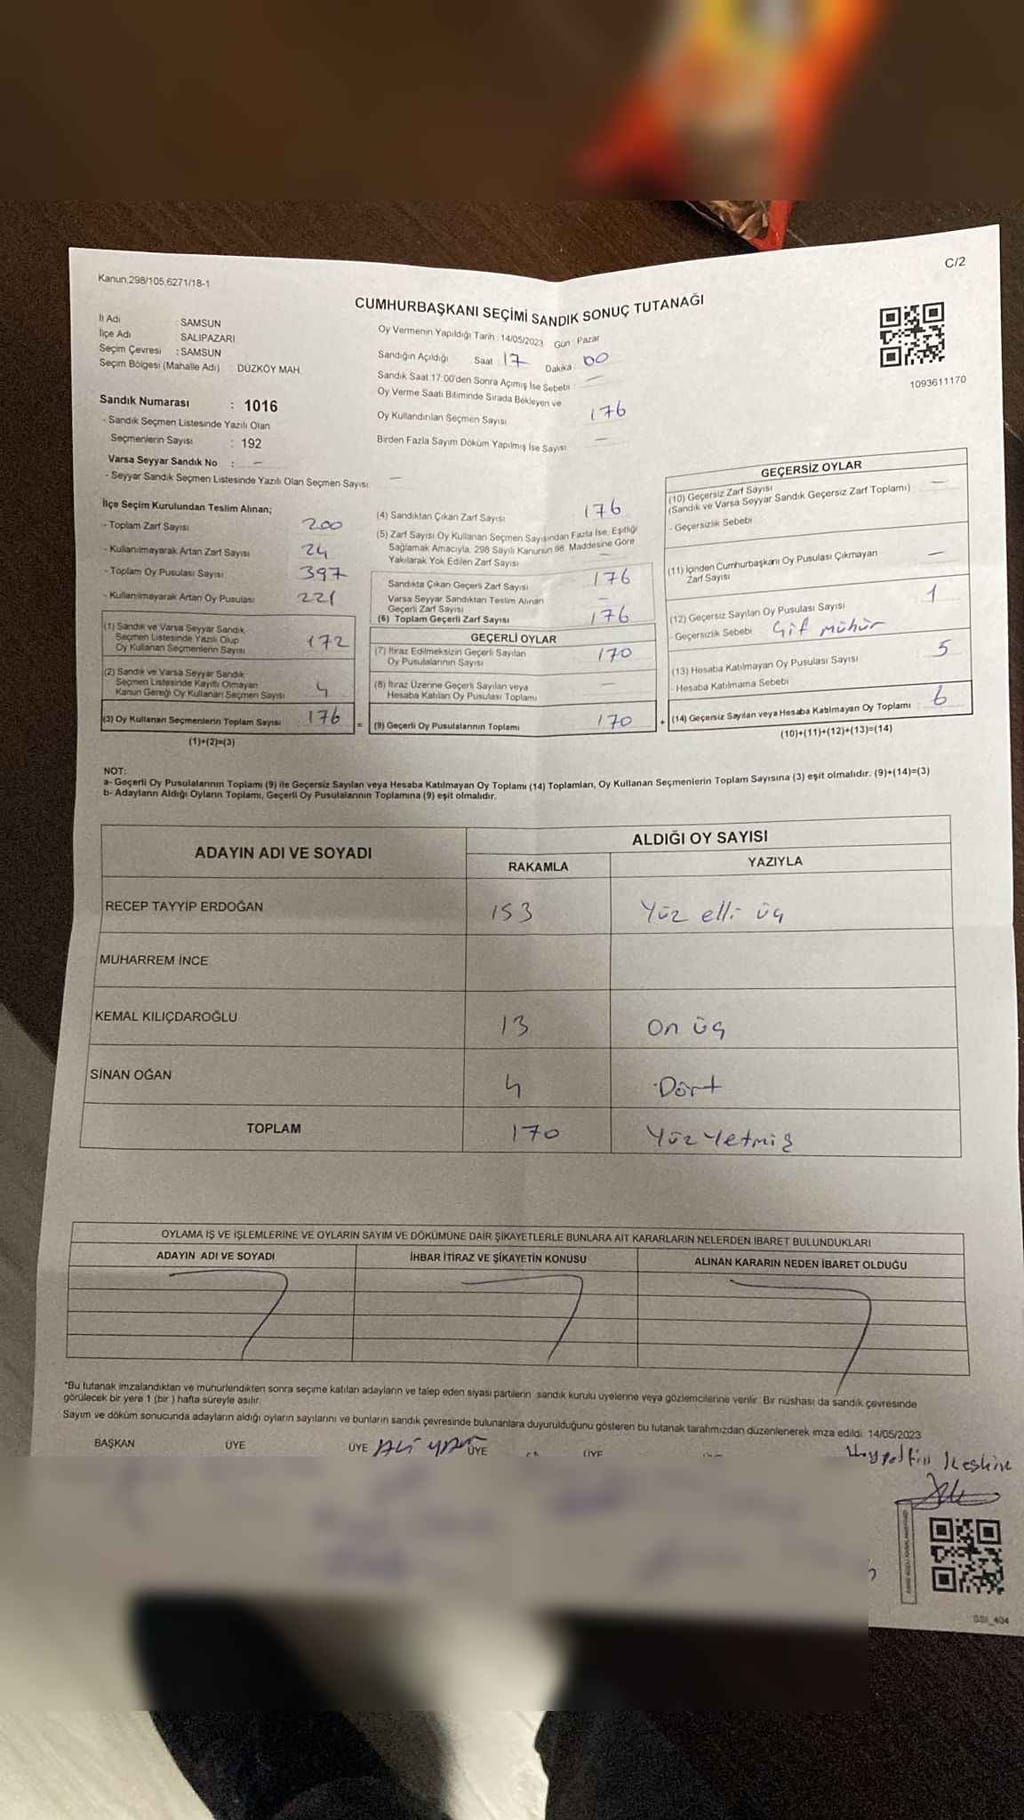 Kanun,298/105,6271/18-1
C/2
CUMHURBAŞKANI SEÇİMİ SANDIK SONUÇ TUTANAĞI
İl Adı SAMSUN
İlçe Adı SALIPAZARI
Seçim Çevresi : SAMSUN
Seçim Bölgesi (Mahalle Adı) DÜZKÖY MAH.
Oy Vermenin Yapıldığı Tarih : 14/05/2023 Gün : Pazar
Sandığın Açıldığı Saat : 17 Dakika : 00
Sandık Saat 17:00'den Sonra Açılmış İse Sebebi : —
Oy Verme Saati Bitiminde Sırada Bekleyen ve
Oy Kullandırılan Seçmen Sayısı 176
Birden Fazla Sayım Döküm Yapılmış İse Sayısı —
1093611170
Sandık Numarası : 1016
- Sandık Seçmen Listesinde Yazılı Olan
Seçmenlerin Sayısı : 192
Varsa Seyyar Sandık No : —
- Seyyar Sandık Seçmen Listesinde Yazılı Olan Seçmen Sayısı —
İlçe Seçim Kurulundan Teslim Alınan;
- Toplam Zarf Sayısı 200
- Kullanılmayarak Artan Zarf Sayısı 24
- Toplam Oy Pusulası Sayısı 397
- Kullanılmayarak Artan Oy Pusulası 221
(1) Sandık ve Varsa Seyyar Sandık
Seçmen Listesinde Yazılı Olup
Oy Kullanan Seçmenlerin Sayısı 172
(2) Sandık ve Varsa Seyyar Sandık
Seçmen Listesinde Kayıtlı Olmayan
Kanun Gereği Oy Kullanan Seçmen Sayısı 4
(3) Oy Kullanan Seçmenlerin Toplam Sayısı 176
(1)+(2)=(3)
(4) Sandıktan Çıkan Zarf Sayısı 176
(5) Zarf Sayısı Oy Kullanan Seçmen Sayısından Fazla İse, Eşitliği
Sağlamak Amacıyla, 298 Sayılı Kanunun 98. Maddesine Göre
Yakılarak Yok Edilen Zarf Sayısı —
Sandıkta Çıkan Geçerli Zarf Sayısı 176
Varsa Seyyar Sandıktan Teslim Alınan
Geçerli Zarf Sayısı —
(6) Toplam Geçerli Zarf Sayısı 176
GEÇERLİ OYLAR
(7) İtiraz Edilmeksizin Geçerli Sayılan
Oy Pusulalarının Sayısı 170
(8) İtiraz Üzerine Geçerli Sayılan veya
Hesaba Katılan Oy Pusulası Toplamı —
(9) Geçerli Oy Pusulalarının Toplamı 170
GEÇERSİZ OYLAR
(10) Geçersiz Zarf Sayısı
(Sandık ve Varsa Seyyar Sandık Geçersiz Zarf Toplamı) —
- Geçersizlik Sebebi
(11) İçinden Cumhurbaşkanı Oy Pusulası Çıkmayan
Zarf Sayısı —
(12) Geçersiz Sayılan Oy Pusulası Sayısı 1
- Geçersizlik Sebebi Çift mühür
(13) Hesaba Katılmayan Oy Pusulası Sayısı 5
- Hesaba Katılmama Sebebi
(14) Geçersiz Sayılan veya Hesaba Katılmayan Oy Toplamı 6
(10)+(11)+(12)+(13)=(14)
NOT:
a- Geçerli Oy Pusulalarının Toplamı (9) ile Geçersiz Sayılan veya Hesaba Katılmayan Oy Toplamı (14) Toplamları, Oy Kullanan Seçmenlerin Toplam Sayısına (3) eşit olmalıdır. (9)+(14)=(3)
b- Adayların Aldığı Oyların Toplamı, Geçerli Oy Pusulalarının Toplamına (9) eşit olmalıdır.
ADAYIN ADI VE SOYADI
ALDIĞI OY SAYISI
RAKAMLA YAZIYLA
RECEP TAYYİP ERDOĞAN 153 Yüz elli üç
MUHARREM İNCE
KEMAL KILIÇDAROĞLU 13 On üç
SİNAN OĞAN 4 Dört
TOPLAM 170 Yüz Yetmiş
OYLAMA İŞ VE İŞLEMLERİNE VE OYLARIN SAYIM VE DÖKÜMÜNE DAİR ŞİKAYETLERLE BUNLARA AİT KARARLARIN NELERDEN İBARET BULUNDUKLARI
ADAYIN ADI VE SOYADI İHBAR İTİRAZ VE ŞİKAYETİN KONUSU ALINAN KARARIN NEDEN İBARET OLDUĞU
*Bu tutanak imzalandıktan ve mühürlendikten sonra seçime katılan adayların ve talep eden siyasi partilerin sandık kurulu üyelerine veya gözlemcilerine verilir. Bir nüshası da sandık çevresinde
görülecek bir yere 1 (bir ) hafta süreyle asılır.
Sayım ve döküm sonucunda adayların aldığı oyların sayılarını ve bunların sandık çevresinde bulunanlara duyurulduğunu gösteren bu tutanak tarafımızdan düzenlenerek imza edildi. 14/05/2023
BAŞKAN ÜYE ÜYE Ali ÜYE ÜYE
SSI_404